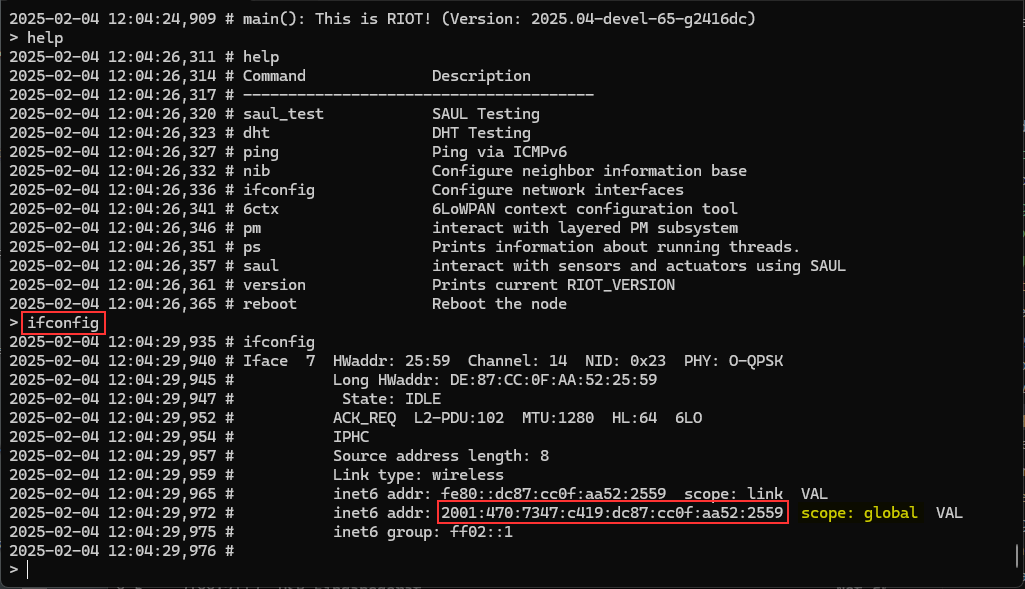 2025-02-04 12:04:24,909 # main(): This is RIOT! (Version: 2025.04-devel-65-g2416dc)
> help
2025-02-04 12:04:26,311 # help
2025-02-04 12:04:26,314 # Command              Description
2025-02-04 12:04:26,317 # ---------------------------------------
2025-02-04 12:04:26,320 # saul_test            SAUL Testing
2025-02-04 12:04:26,323 # dht                  DHT Testing
2025-02-04 12:04:26,327 # ping                 Ping via ICMPv6
2025-02-04 12:04:26,332 # nib                  Configure neighbor information base
2025-02-04 12:04:26,336 # ifconfig             Configure network interfaces
2025-02-04 12:04:26,341 # 6ctx                 6LoWPAN context configuration tool
2025-02-04 12:04:26,346 # pm                   interact with layered PM subsystem
2025-02-04 12:04:26,351 # ps                   Prints information about running threads.
2025-02-04 12:04:26,357 # saul                 interact with sensors and actuators using SAUL
2025-02-04 12:04:26,361 # version              Prints current RIOT_VERSION
2025-02-04 12:04:26,365 # reboot               Reboot the node
> ifconfig
2025-02-04 12:04:29,935 # ifconfig
2025-02-04 12:04:29,940 # Iface  7  HWaddr: 25:59  Channel: 14  NID: 0x23  PHY: O-QPSK
2025-02-04 12:04:29,945 #           Long HWaddr: DE:87:CC:0F:AA:52:25:59
2025-02-04 12:04:29,947 #            State: IDLE
2025-02-04 12:04:29,952 #           ACK_REQ  L2-PDU:102  MTU:1280  HL:64  6LO
2025-02-04 12:04:29,954 #           IPHC
2025-02-04 12:04:29,957 #           Source address length: 8
2025-02-04 12:04:29,959 #           Link type: wireless
2025-02-04 12:04:29,965 #           inet6 addr: fe80::dc87:cc0f:aa52:2559  scope: link  VAL
2025-02-04 12:04:29,972 #           inet6 addr: 2001:470:7347:c419:dc87:cc0f:aa52:2559  scope: global  VAL
2025-02-04 12:04:29,975 #           inet6 group: ff02::1
2025-02-04 12:04:29,976 #
>